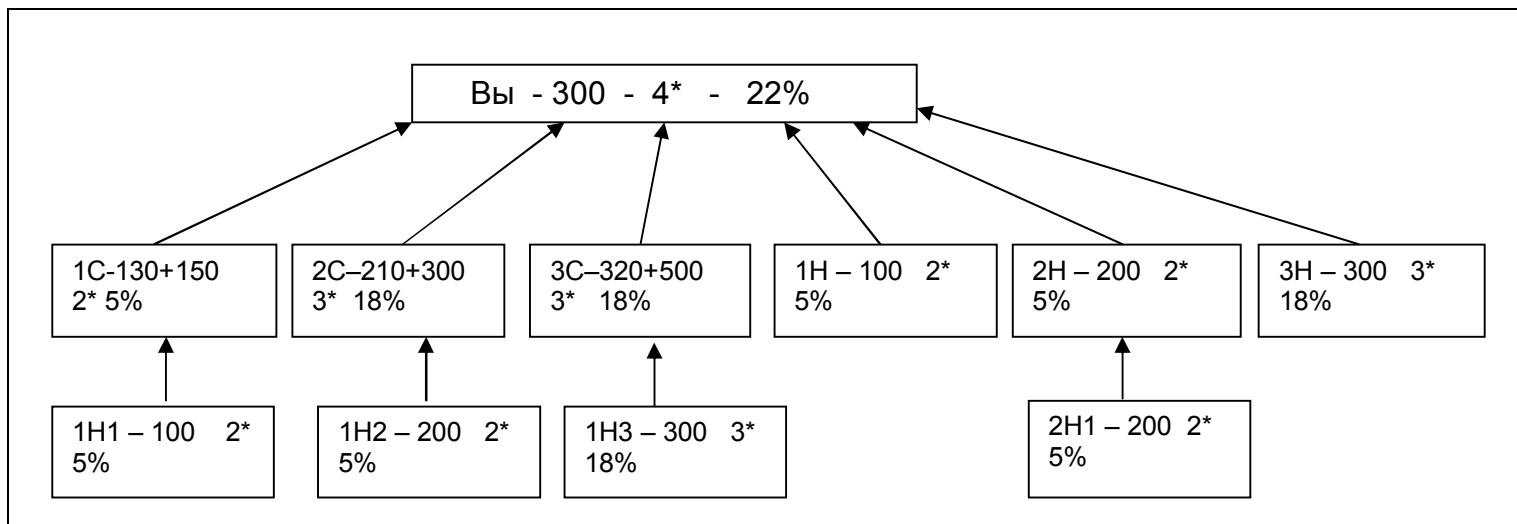 Вы - 300 - 4* - 22%
1С-130+150
2* 5%
2С–210+300
3* 18%
3С–320+500
3* 18%
1Н – 100 2*
5%
2Н – 200 2*
5%
3Н – 300 3*
18%
1Н1 – 100 2*
5%
1Н2 – 200 2*
5%
1Н3 – 300 3*
18%
2Н1 – 200 2*
5%